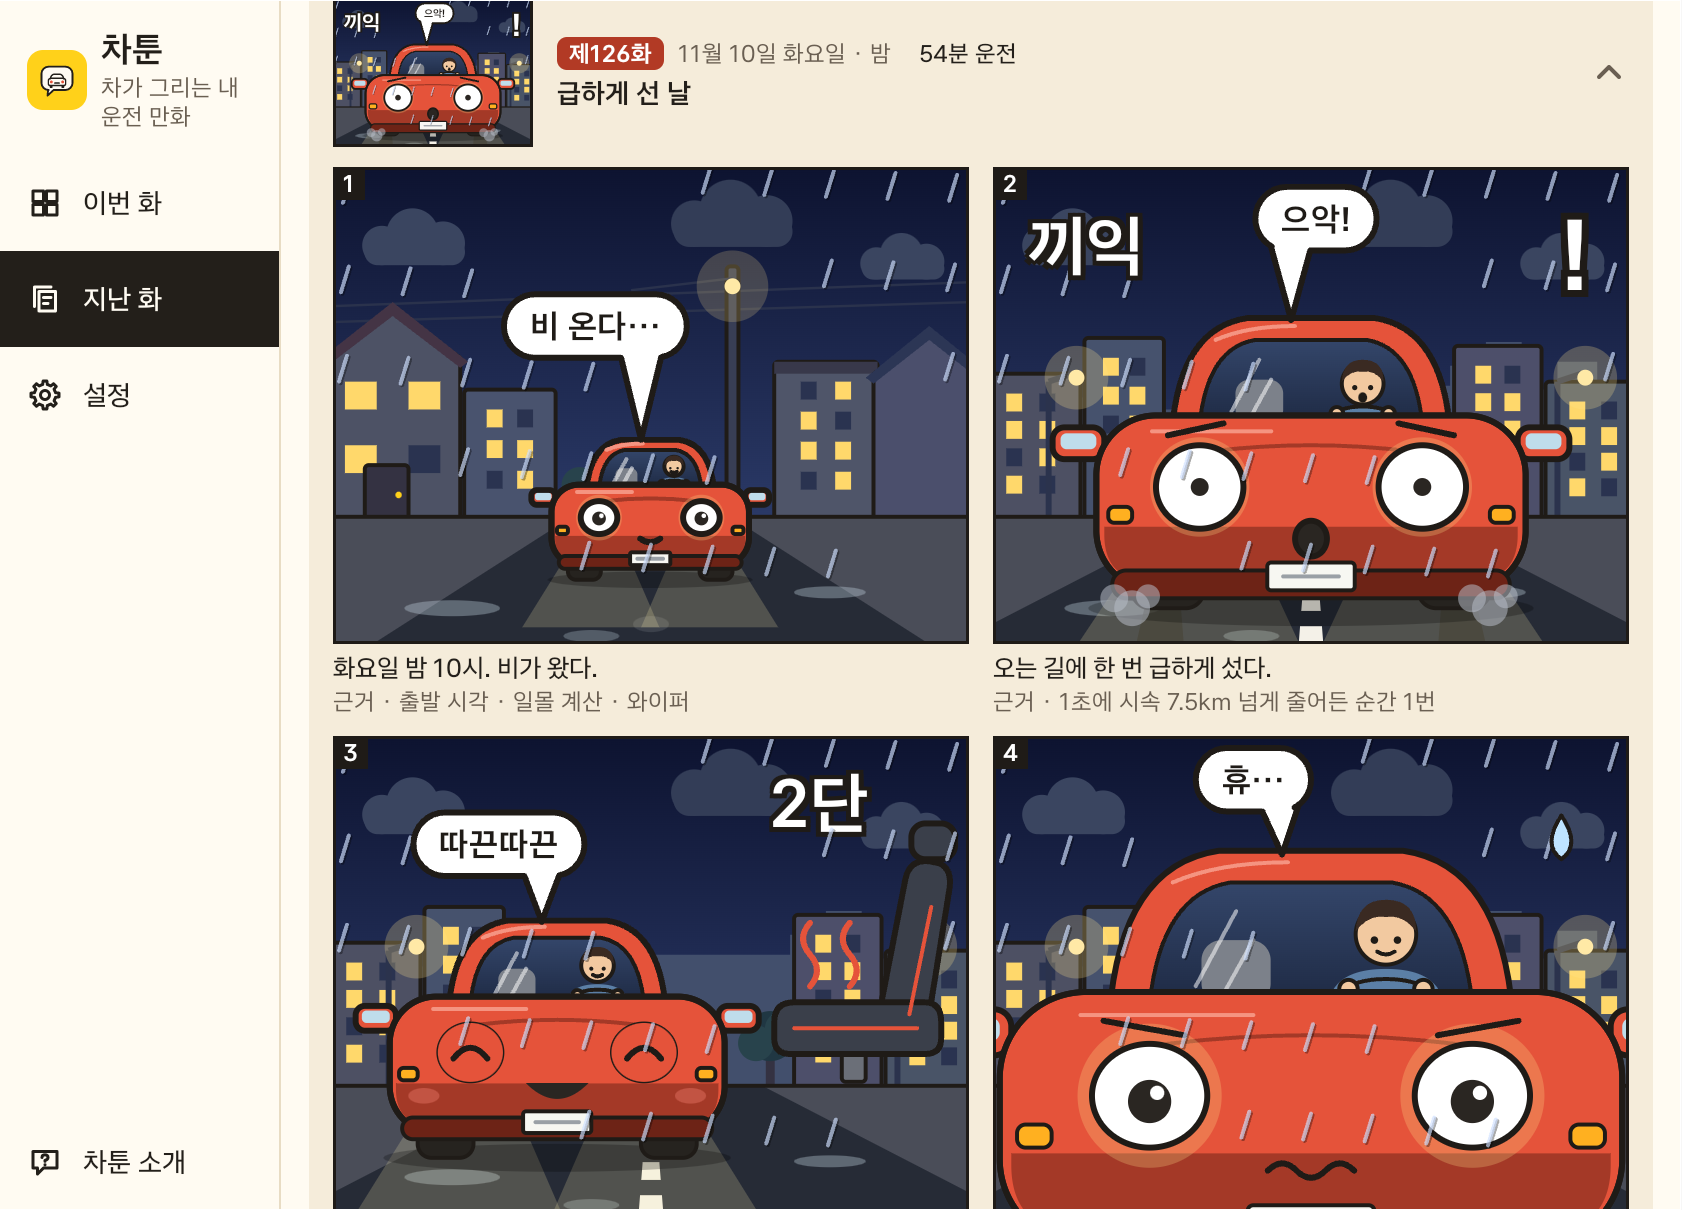 차툰
차가 그리는 내
운전 만화
이번 화
지난 화
설정
차툰 소개
끼익
으악!
!
제126화 11월 10일 화요일 · 밤 54분 운전
급하게 선 날
1
비 온다…
화요일 밤 10시. 비가 왔다.
근거 · 출발 시각 · 일몰 계산 · 와이퍼
2
끼익
으악!
!
오는 길에 한 번 급하게 섰다.
근거 · 1초에 시속 7.5km 넘게 줄어든 순간 1번
3
2단
따끈따끈
4
휴…